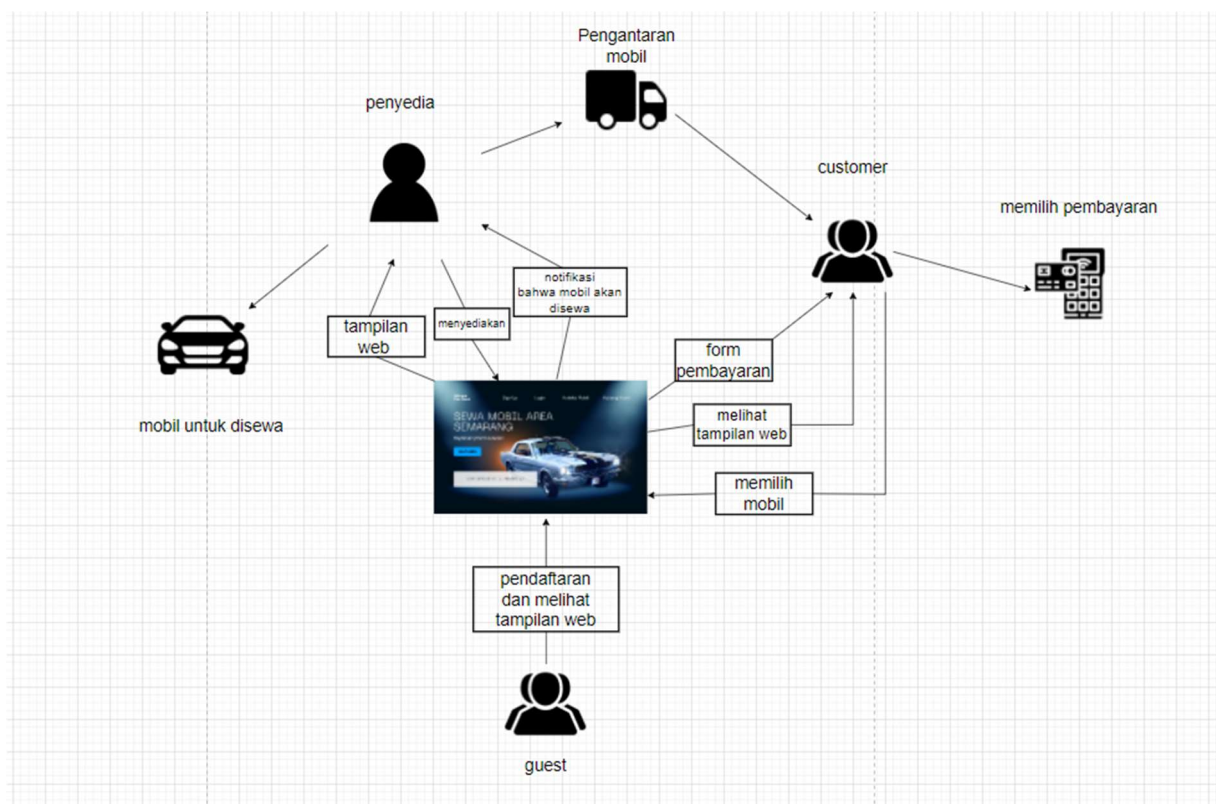 Pengantaran
mobil
penyedia
customer
memilih pembayaran
notifikasi
bahwa mobil akan
disewa
tampilan
web
menyediakan
form
pembayaran
mobil untuk disewa
SEWA MOBIL AREA
SEMARANG
melihat
tampilan web
memilih
mobil
pendaftaran
dan melihat
tampilan web
guest